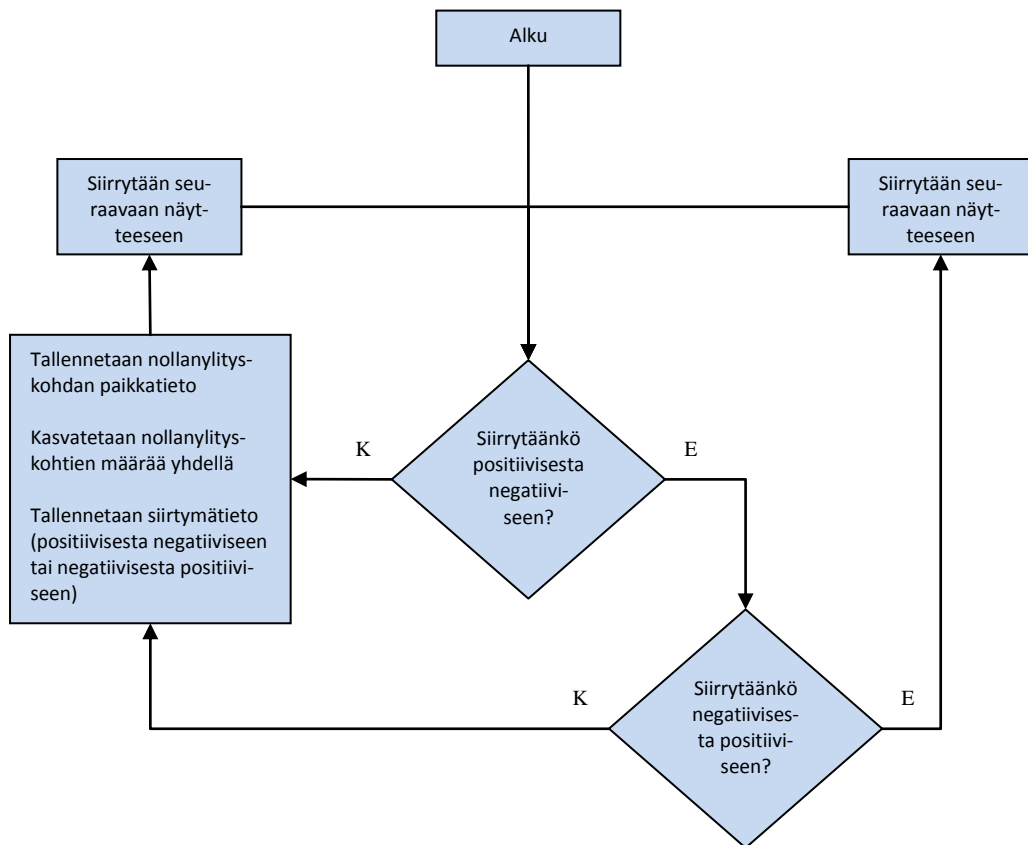 Alku
Siirrytään seu-
raavaan näyt-
teeseen
Siirrytään seu-
raavaan näyt-
teeseen
Tallennetaan nollanylitys-
kohdan paikkatieto
Kasvatetaan nollanylitys-
kohtien määrää yhdellä
Tallennetaan siirtymätieto
(positiivisesta negatiiviseen
tai negatiivisesta positiivi-
seen)
K
Siirrytäänkö
positiivisesta
negatiivi-
seen?
E
K
Siirrytäänkö
negatiivises-
ta positiivi-
seen?
E